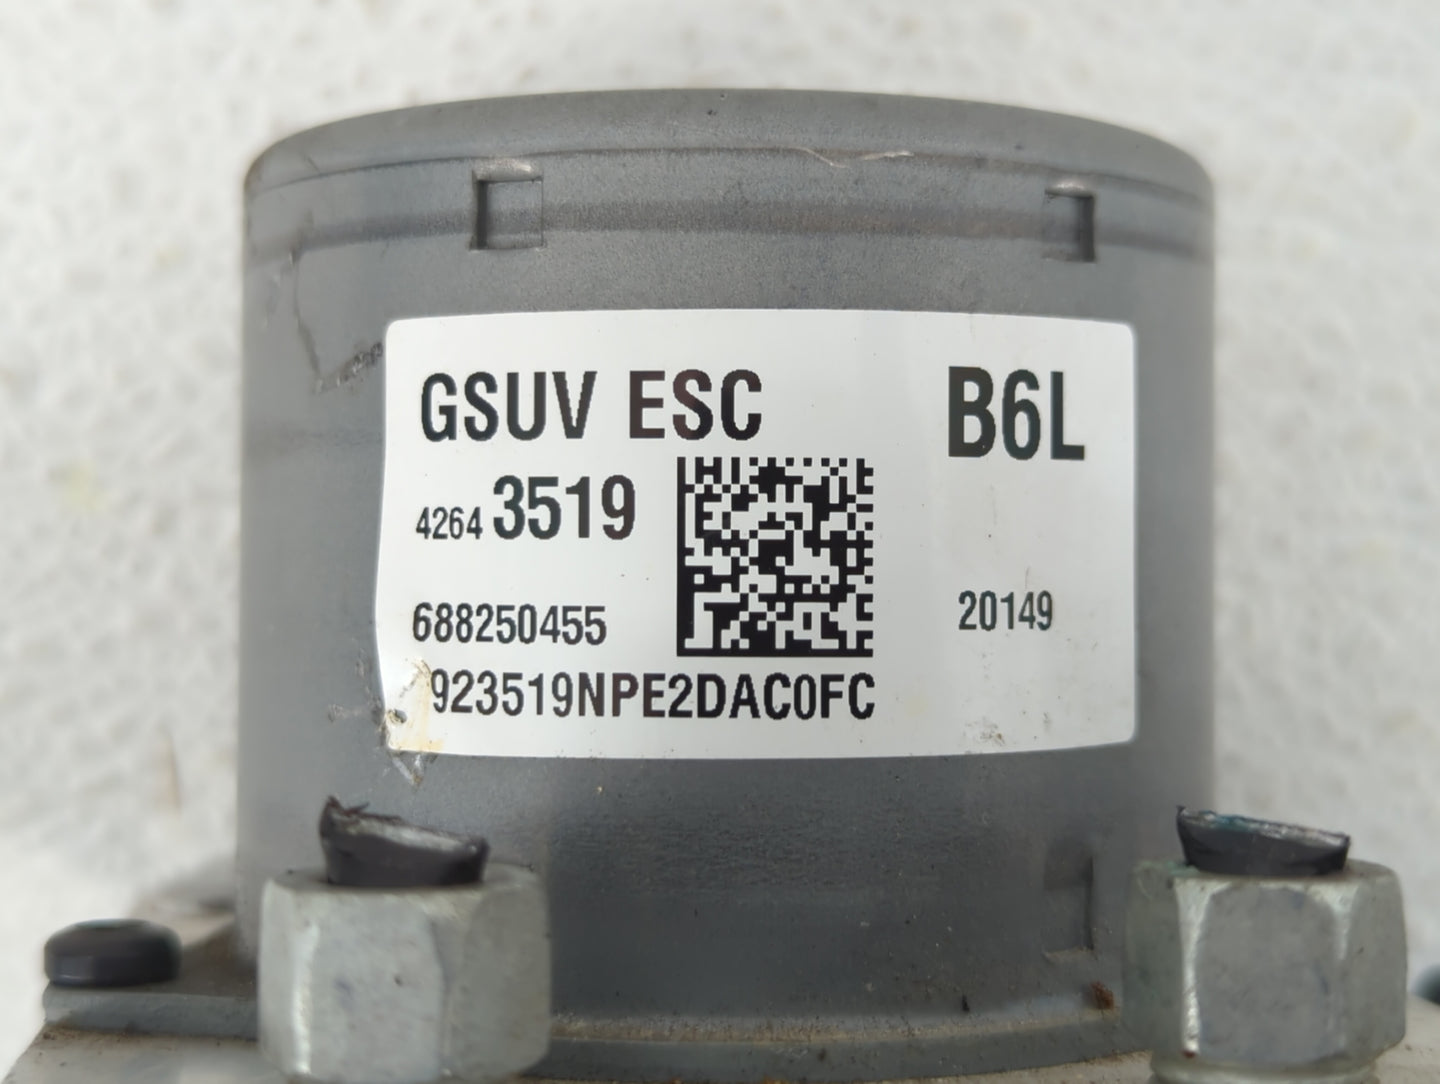 GSUV ESC
B6L
4264 3519
688250455
20149
923519NPE2DAC0FC